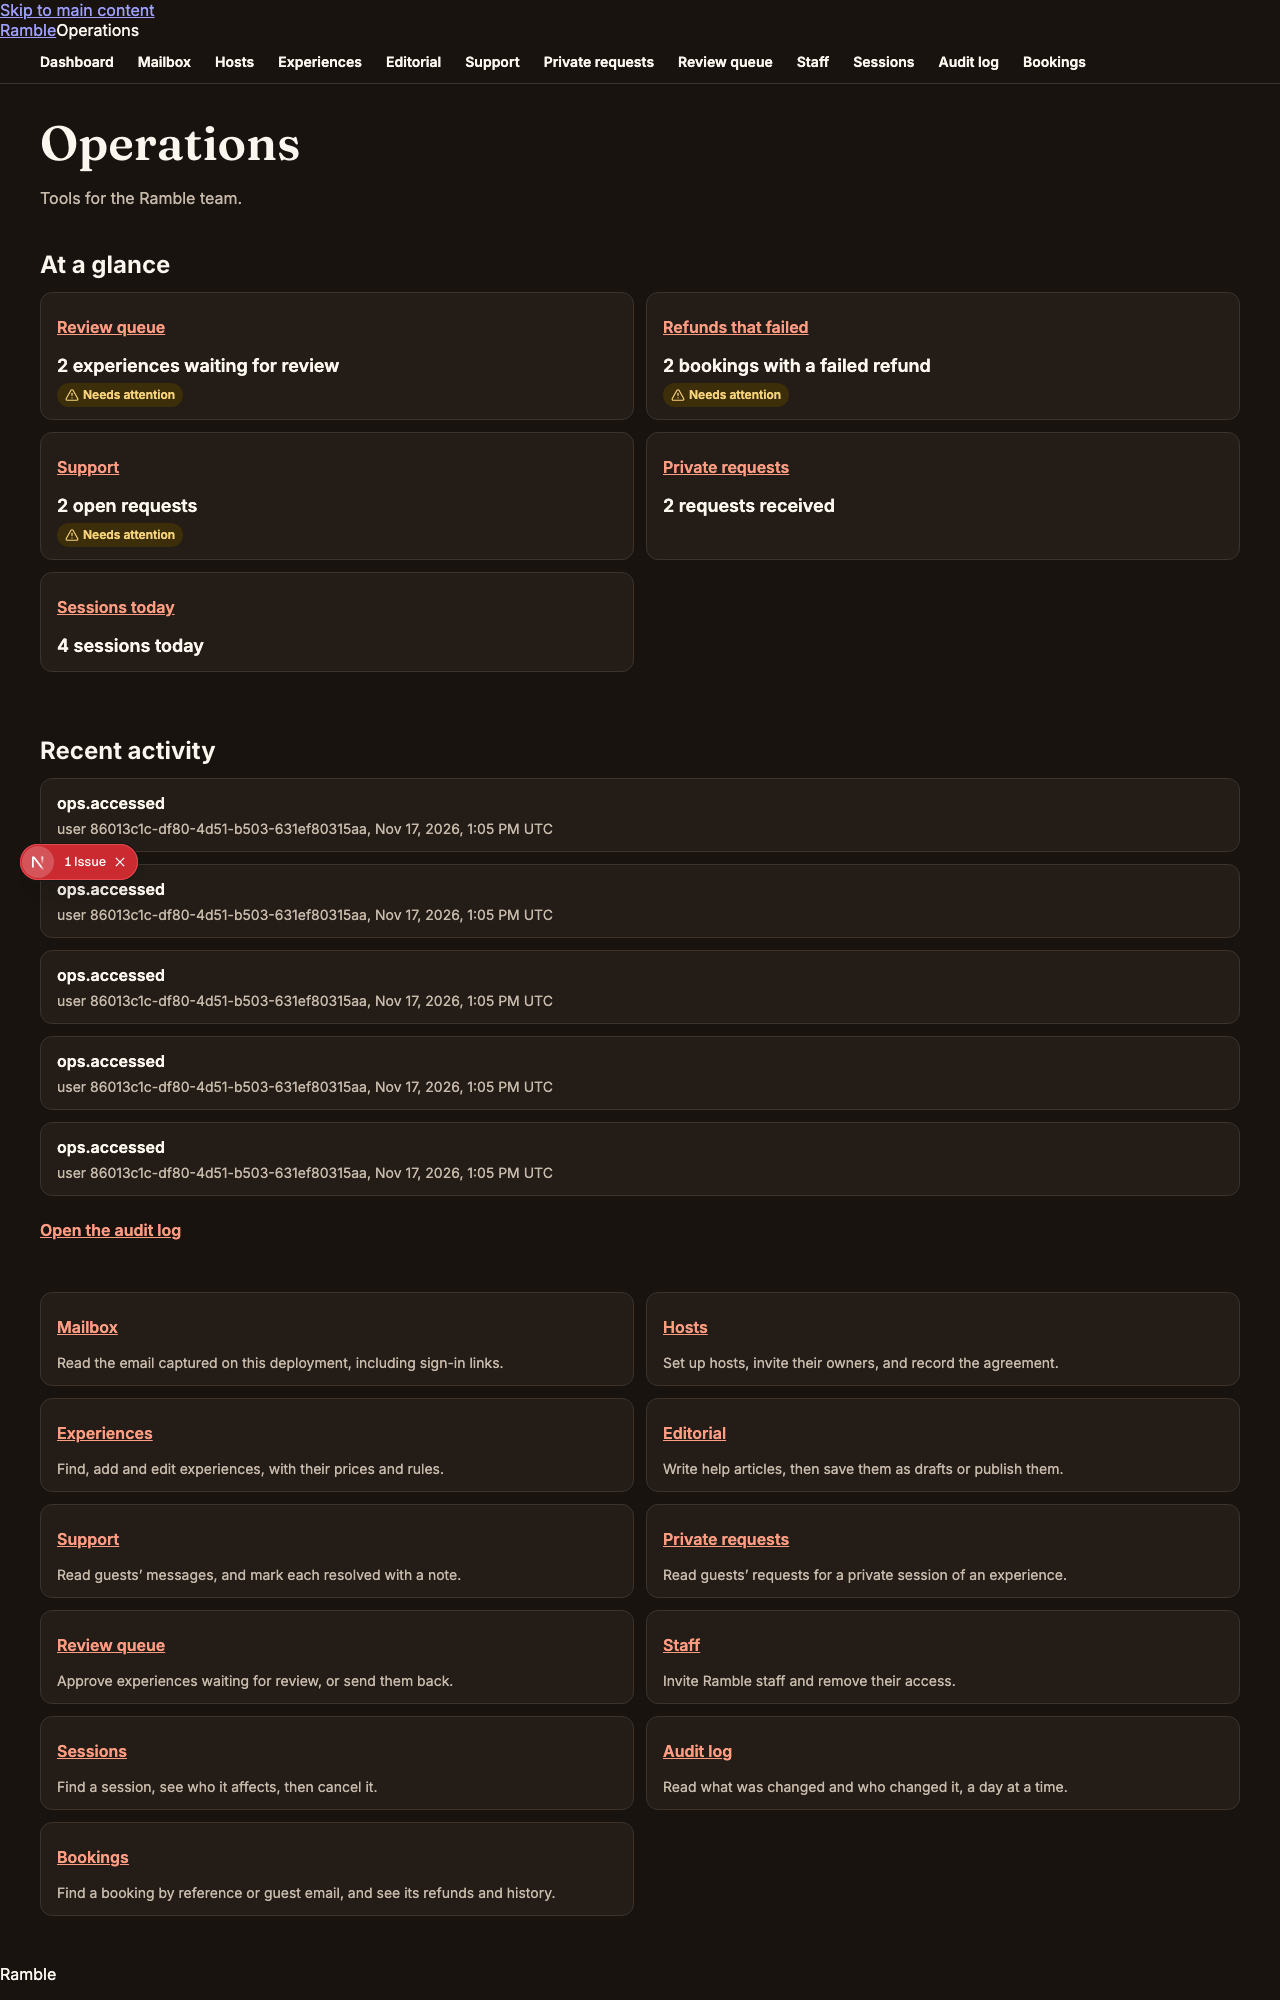 Skip to main content
RambleOperations
Dashboard Mailbox Hosts Experiences Editorial Support Private requests Review queue Staff Sessions Audit log Bookings
Operations
Tools for the Ramble team.
At a glance
Review queue
2 experiences waiting for review
Needs attention
Refunds that failed
2 bookings with a failed refund
Needs attention
Support
2 open requests
Needs attention
Private requests
2 requests received
Sessions today
4 sessions today
Recent activity
ops.accessed
user 86013c1c-df80-4d51-b503-631ef80315aa, Nov 17, 2026, 1:05 PM UTC
N 1 Issue
ops.accessed
user 86013c1c-df80-4d51-b503-631ef80315aa, Nov 17, 2026, 1:05 PM UTC
ops.accessed
user 86013c1c-df80-4d51-b503-631ef80315aa, Nov 17, 2026, 1:05 PM UTC
ops.accessed
user 86013c1c-df80-4d51-b503-631ef80315aa, Nov 17, 2026, 1:05 PM UTC
ops.accessed
user 86013c1c-df80-4d51-b503-631ef80315aa, Nov 17, 2026, 1:05 PM UTC
Open the audit log
Mailbox
Read the email captured on this deployment, including sign-in links.
Hosts
Set up hosts, invite their owners, and record the agreement.
Experiences
Find, add and edit experiences, with their prices and rules.
Editorial
Write help articles, then save them as drafts or publish them.
Support
Read guests’ messages, and mark each resolved with a note.
Private requests
Read guests’ requests for a private session of an experience.
Review queue
Approve experiences waiting for review, or send them back.
Staff
Invite Ramble staff and remove their access.
Sessions
Find a session, see who it affects, then cancel it.
Audit log
Read what was changed and who changed it, a day at a time.
Bookings
Find a booking by reference or guest email, and see its refunds and history.
Ramble